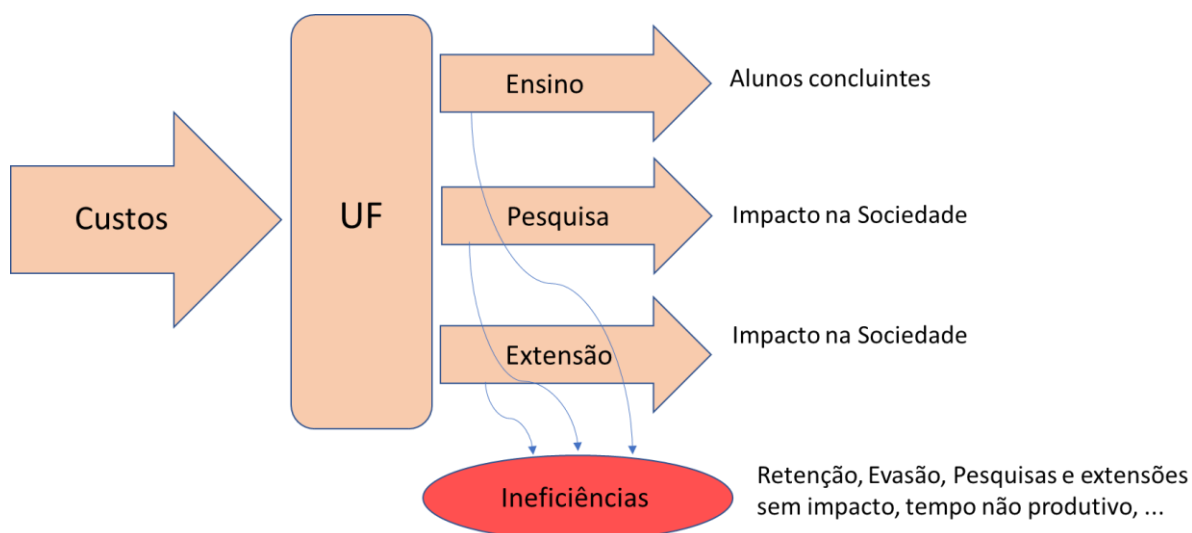 Custos
UF
Ensino
Alunos concluintes
Pesquisa
Impacto na Sociedade
Extensão
Impacto na Sociedade
Ineficiências
Retenção, Evasão, Pesquisas e extensões
sem impacto, tempo não produtivo, ...